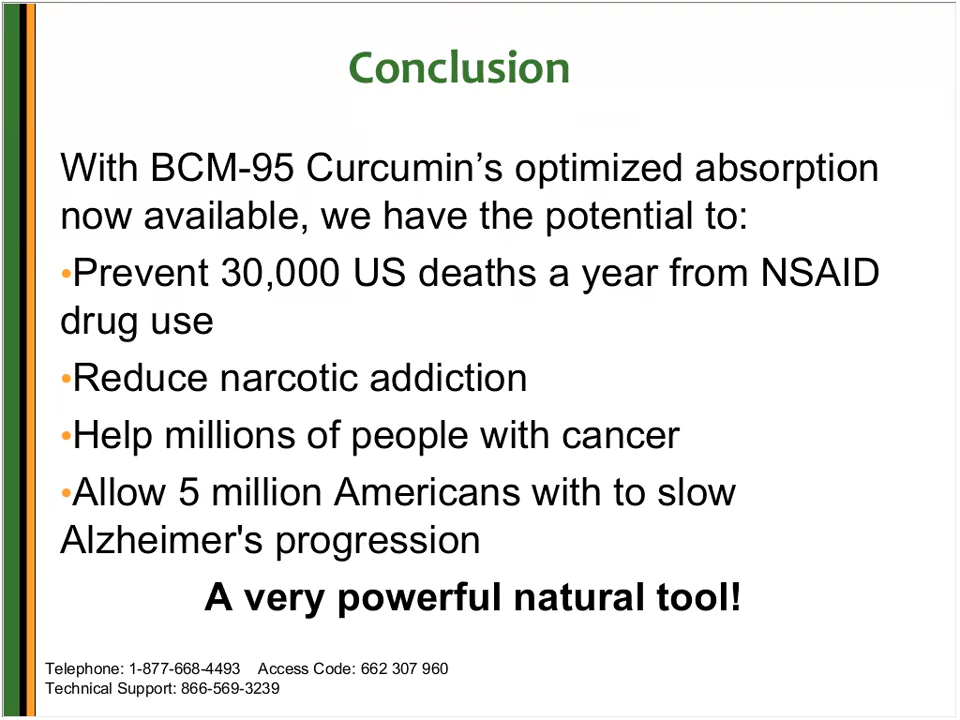 Conclusion
With BCM-95 Curcumin’s optimized absorption
now available, we have the potential to:
•Prevent 30,000 US deaths a year from NSAID
drug use
•Reduce narcotic addiction
•Help millions of people with cancer
•Allow 5 million Americans with to slow
Alzheimer's progression
A very powerful natural tool!
Telephone: 1-877-668-4493    Access Code: 662 307 960
Technical Support: 866-569-3239